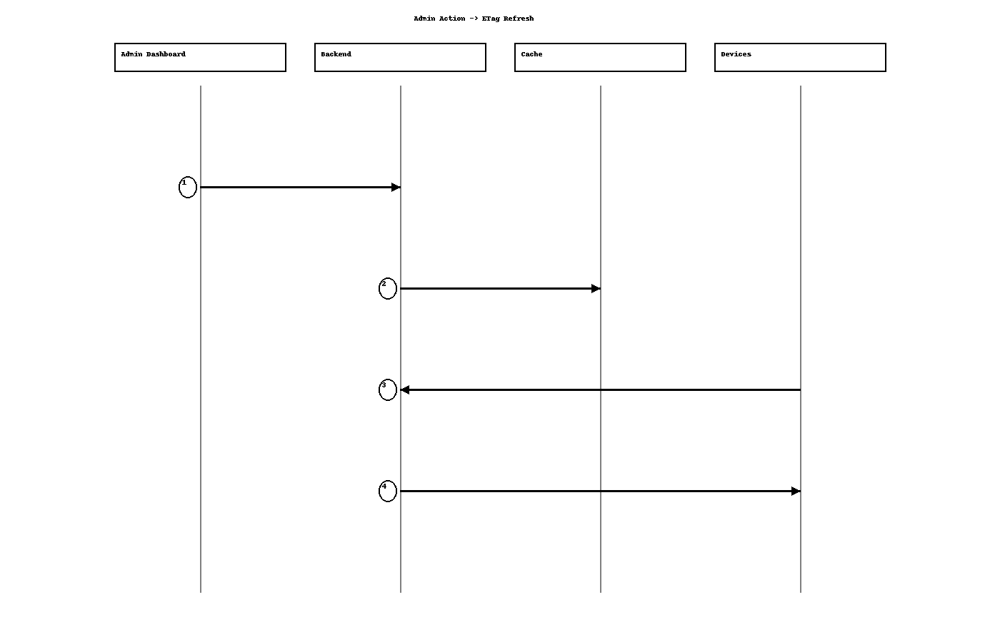 Admin Action -> ETag Refresh
Admin Dashboard
Backend
Cache
Devices
1
2
3
4